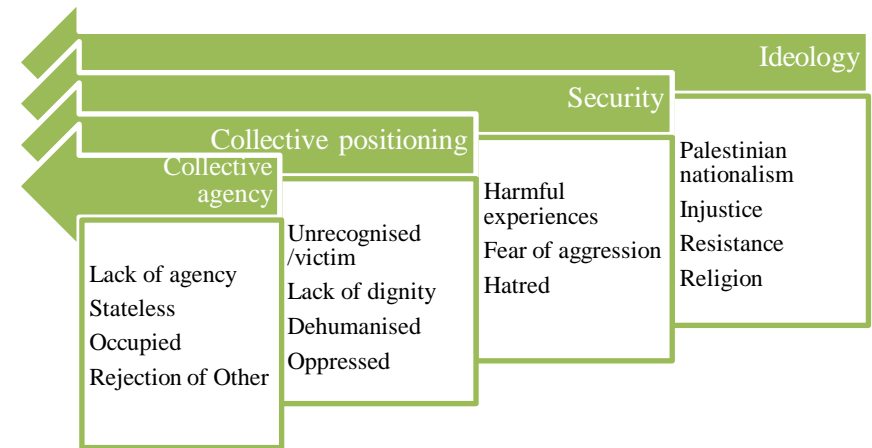 Ideology
Security
Collective positioning
Collective
agency
Palestinian
nationalism
Injustice
Resistance
Religion
Harmful
experiences
Fear of aggression
Hatred
Unrecognised
/victim
Lack of dignity
Dehumanised
Oppressed
Lack of agency
Stateless
Occupied
Rejection of Other